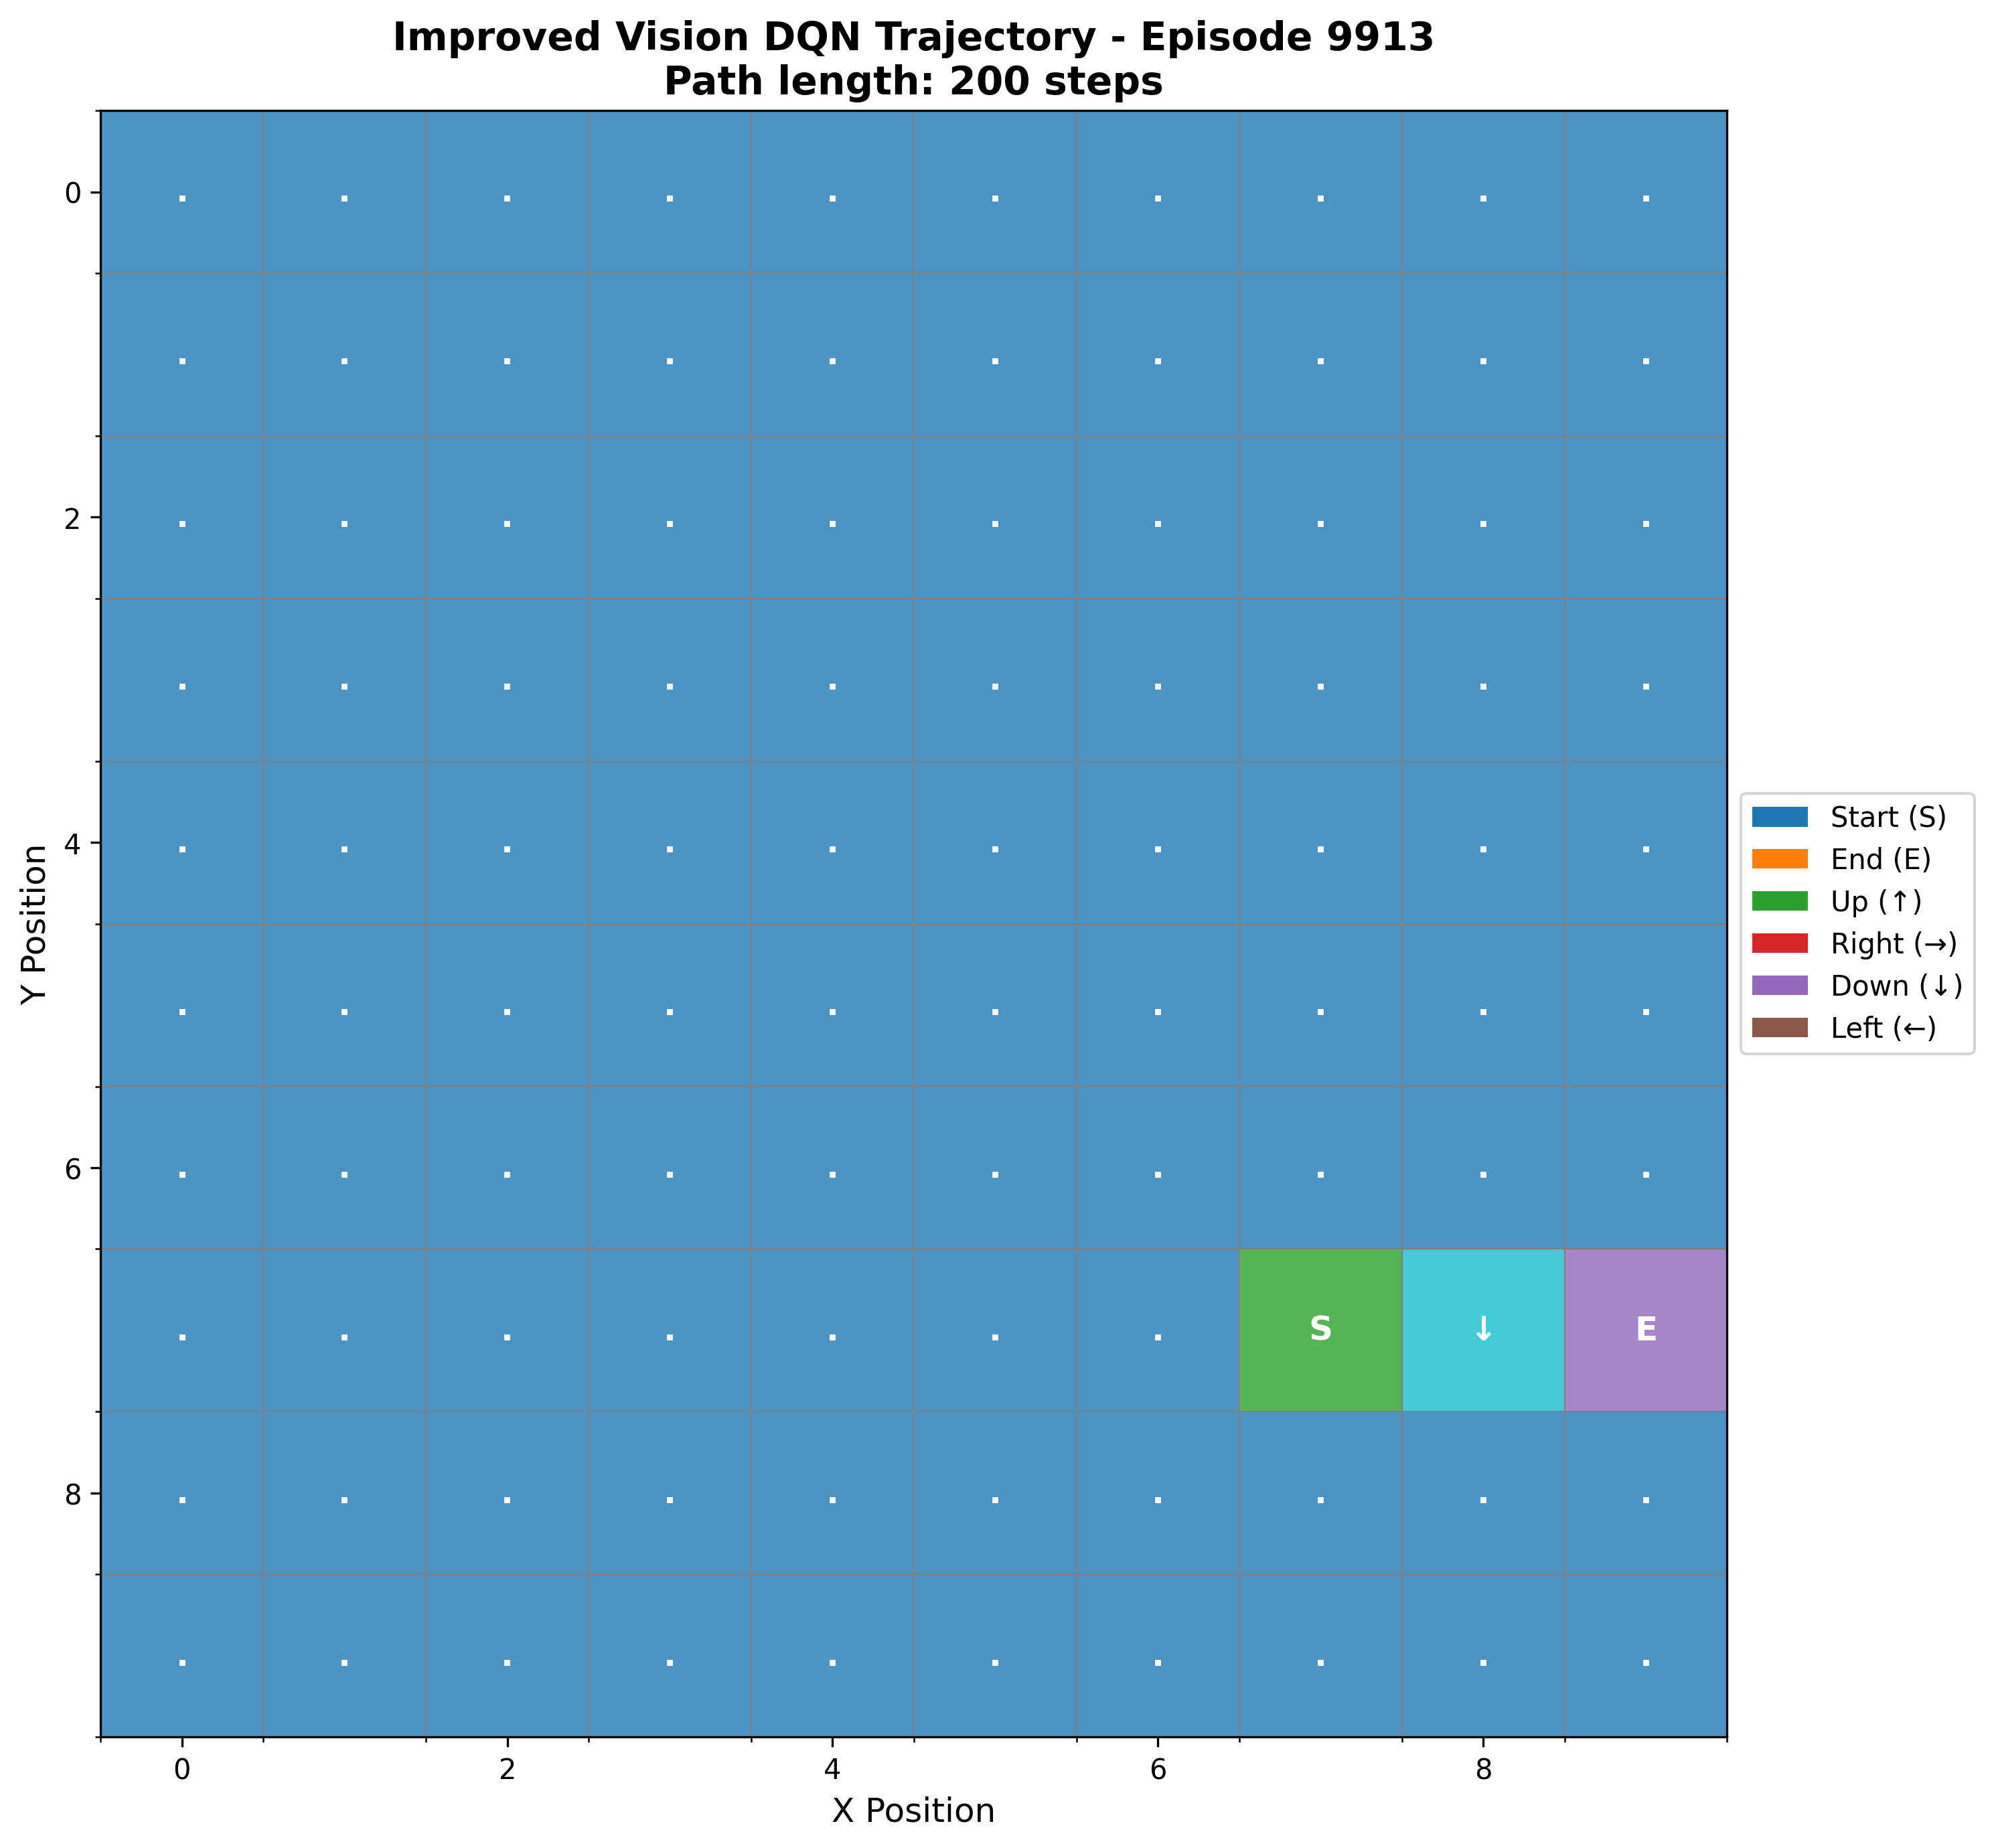 Improved Vision DQN Trajectory - Episode 9913
Path length: 200 steps
0
2
4
6
8
Y Position
S ↓ E
0 2 4 6 8
X Position
Start (S)
End (E)
Up (↑)
Right (→)
Down (↓)
Left (←)